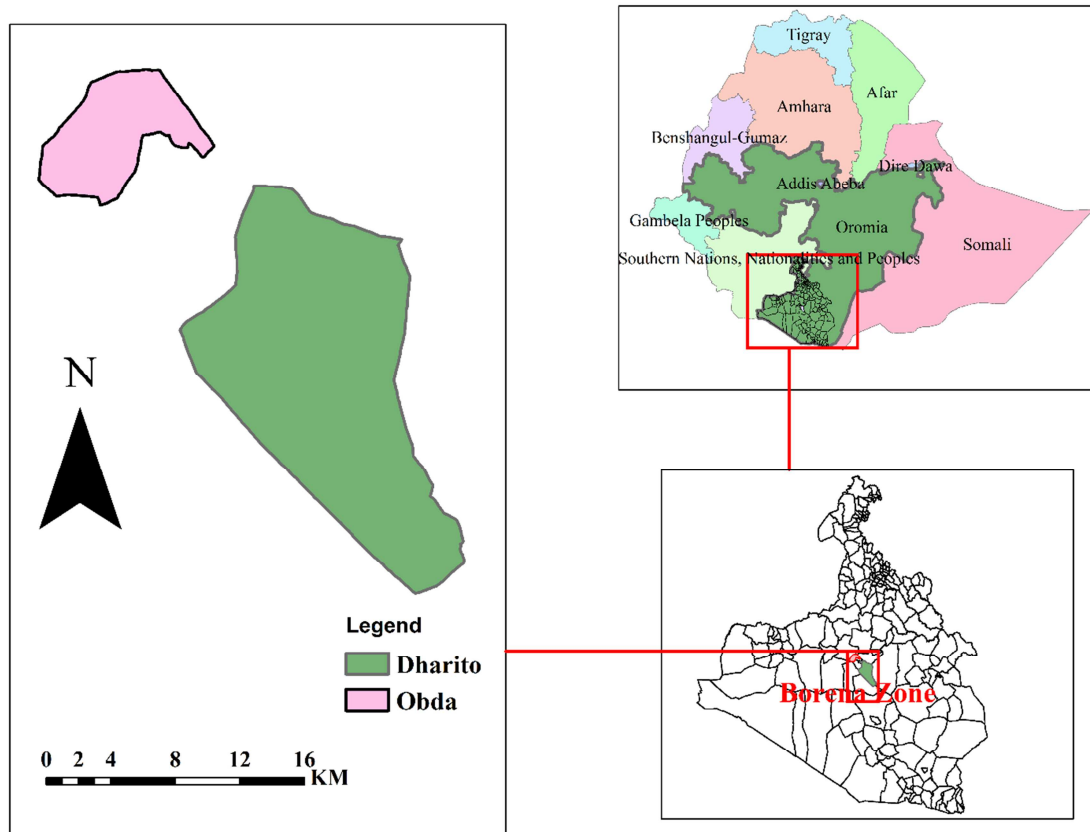 N
Legend
Dharito
Obda
0 2 4 8 12 16
KM
Tigray
Afar
Amhara
Benshangul-Gumaz
Dire Dawa
Addis Abeba
Gambela Peoples
Oromia
Somali
Southern Nations, Nationalities and Peoples
Borena Zone